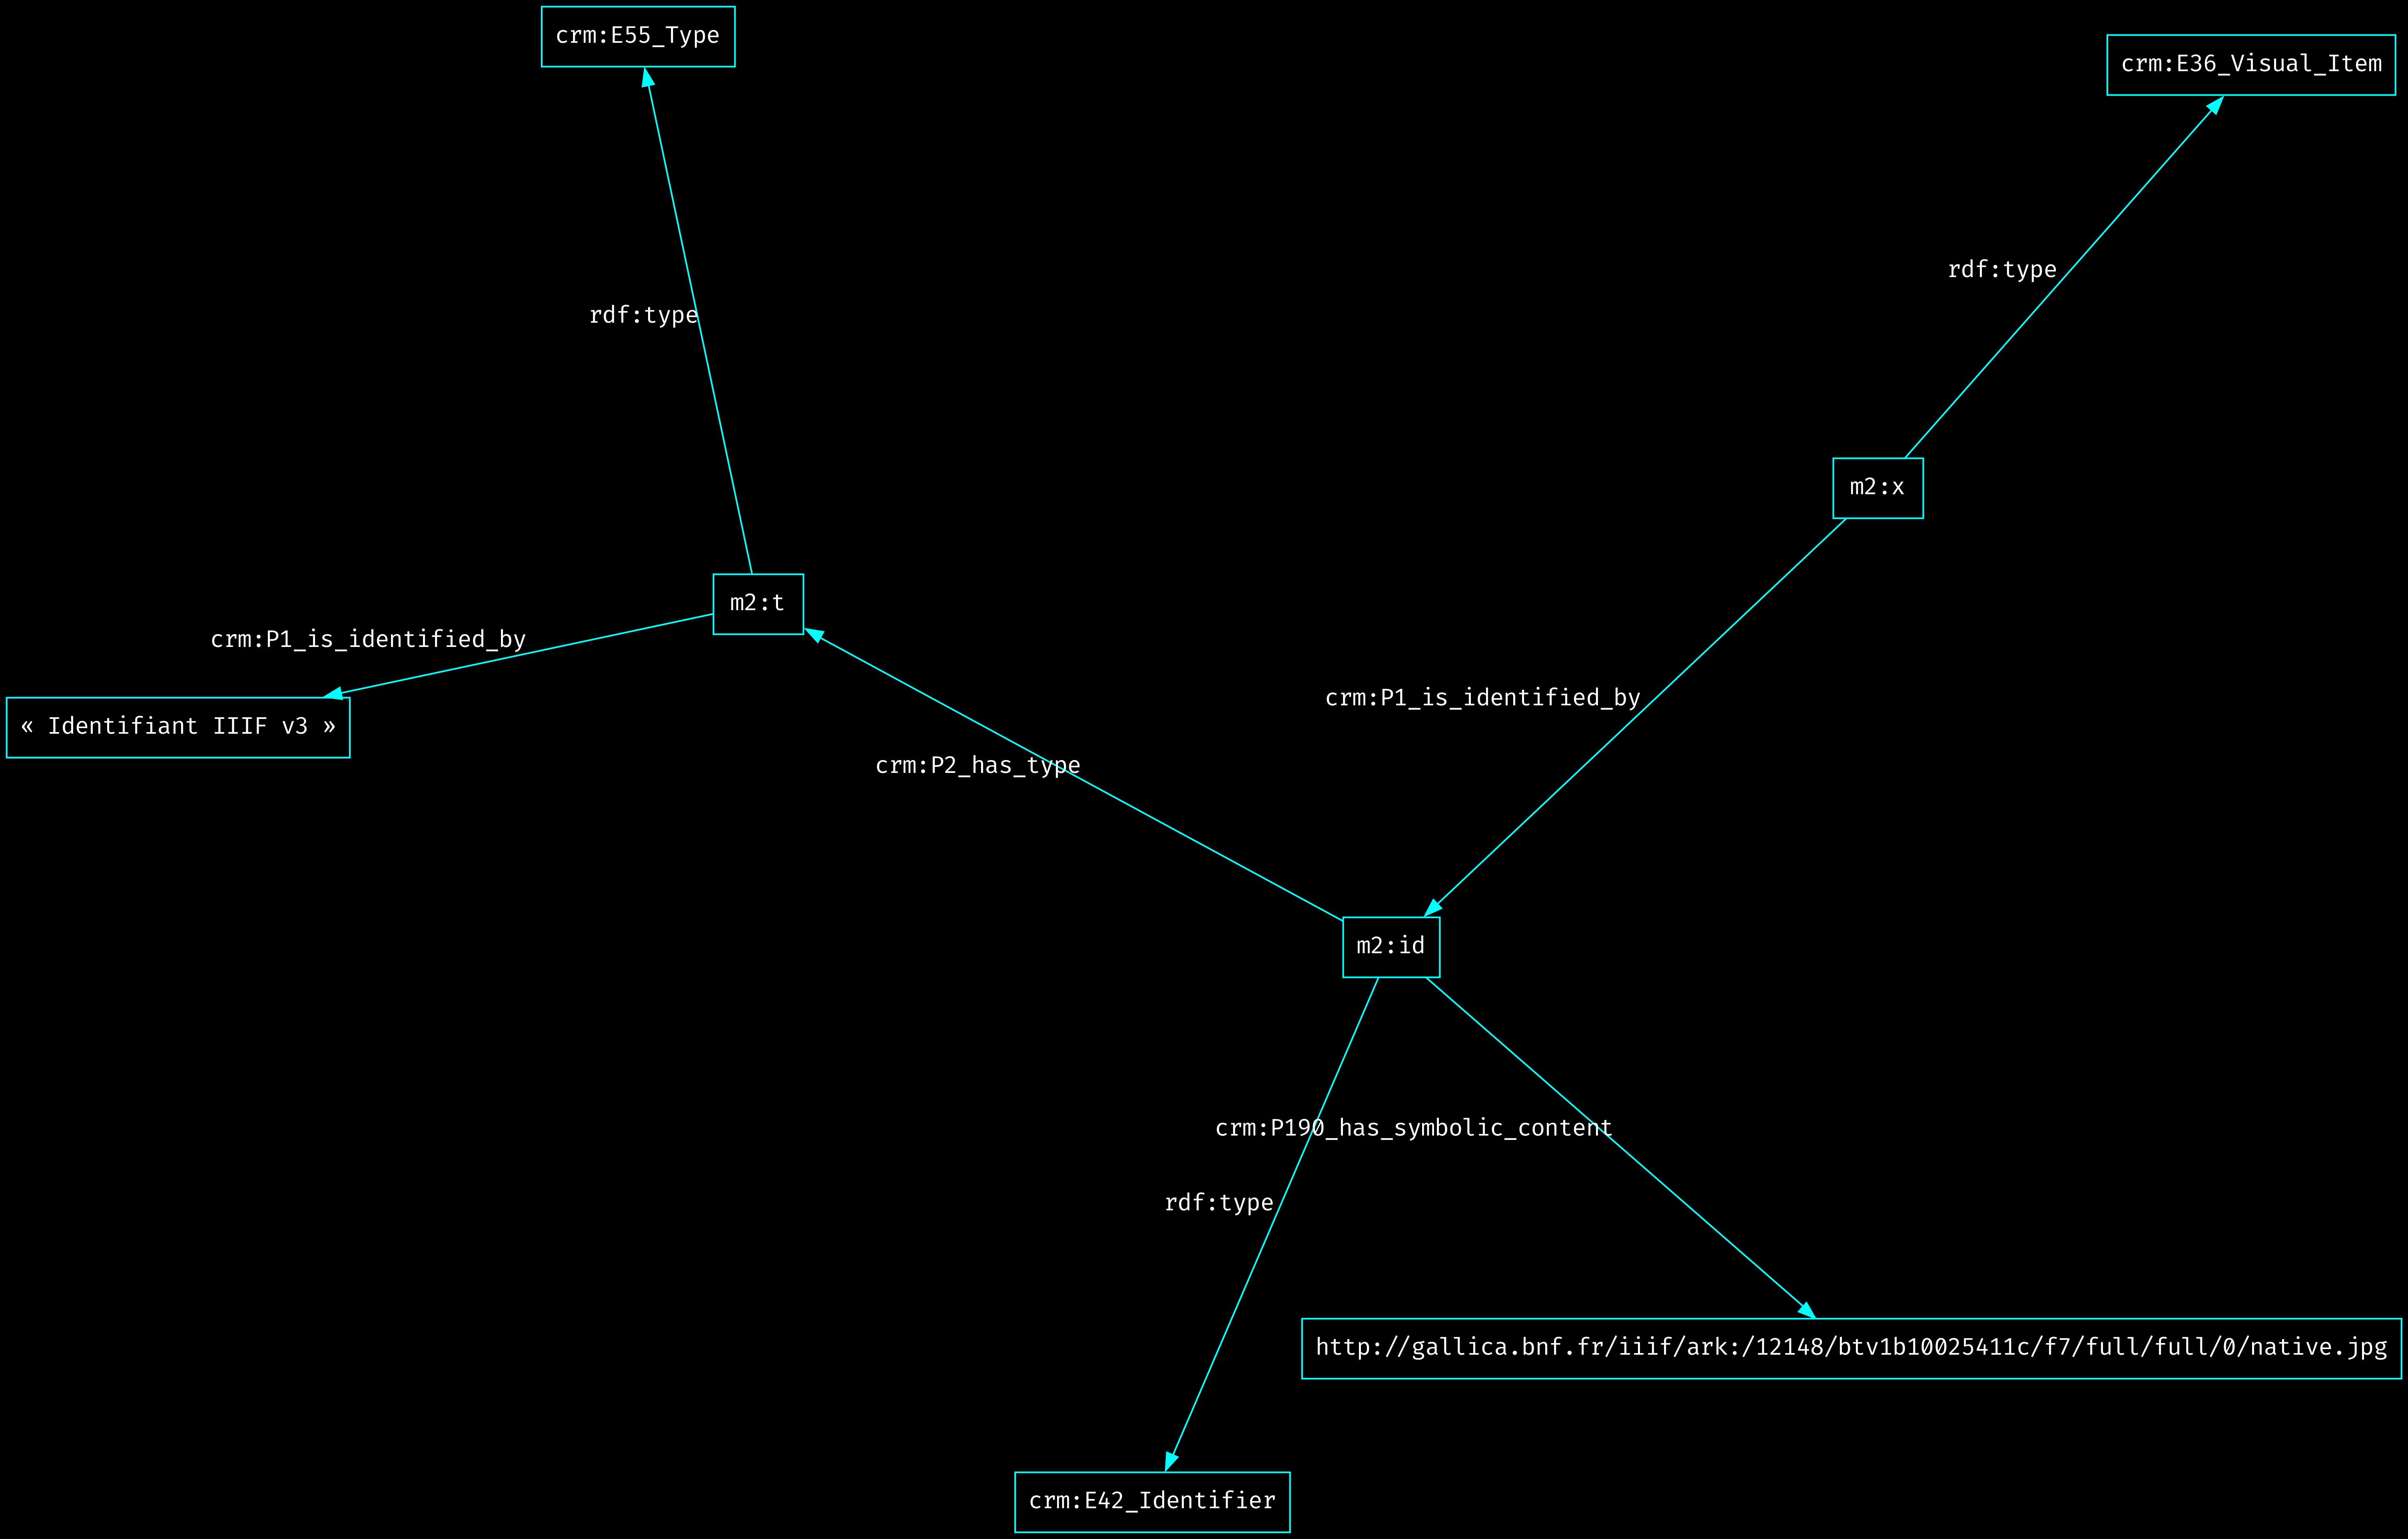 crm:E55_Type
crm:E36_Visual_Item
rdf:type
rdf:type
m2:x
m2:t
crm:P1_is_identified_by
crm:P1_is_identified_by
« Identifiant IIIF v3 »
crm:P2_has_type
m2:id
crm:P190_has_symbolic_content
rdf:type
http://gallica.bnf.fr/iiif/ark:/12148/btv1b10025411c/f7/full/full/0/native.jpg
crm:E42_Identifier